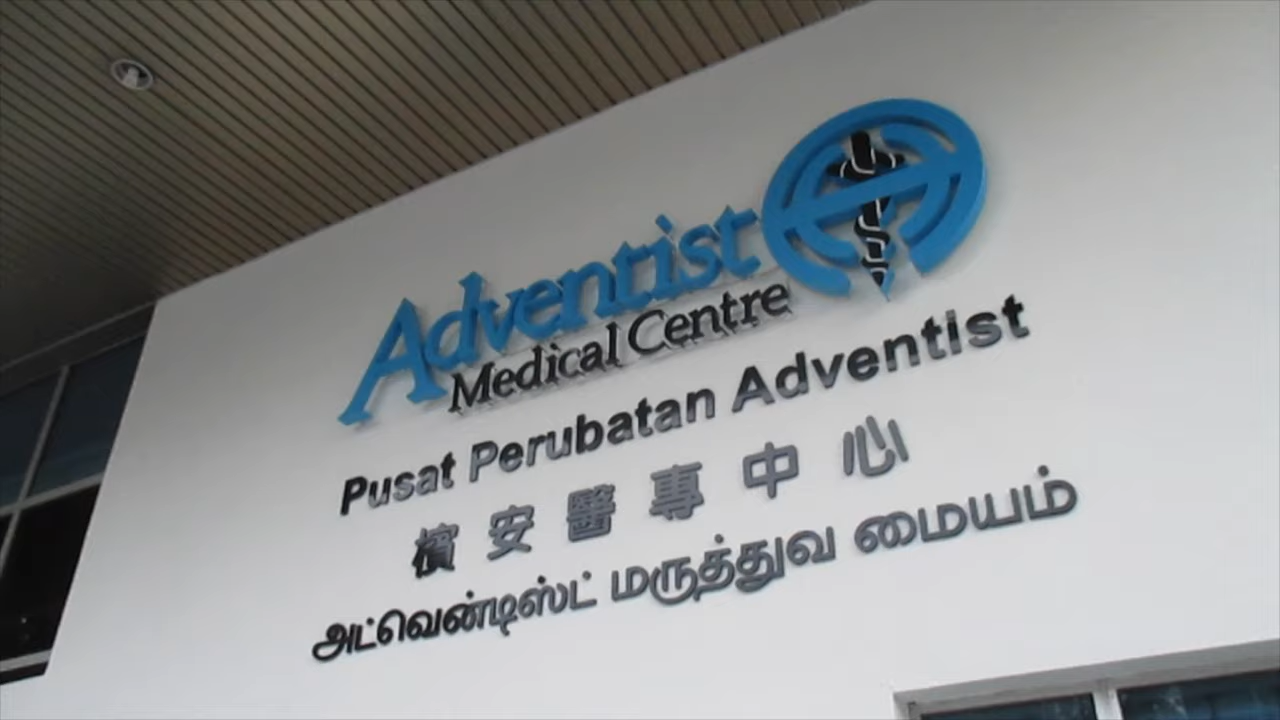 Adventist
Medical Centre
Pusat Perubatan Adventist
檳安醫專中心
அட்வென்டிஸ்ட் மருத்துவ மையம்